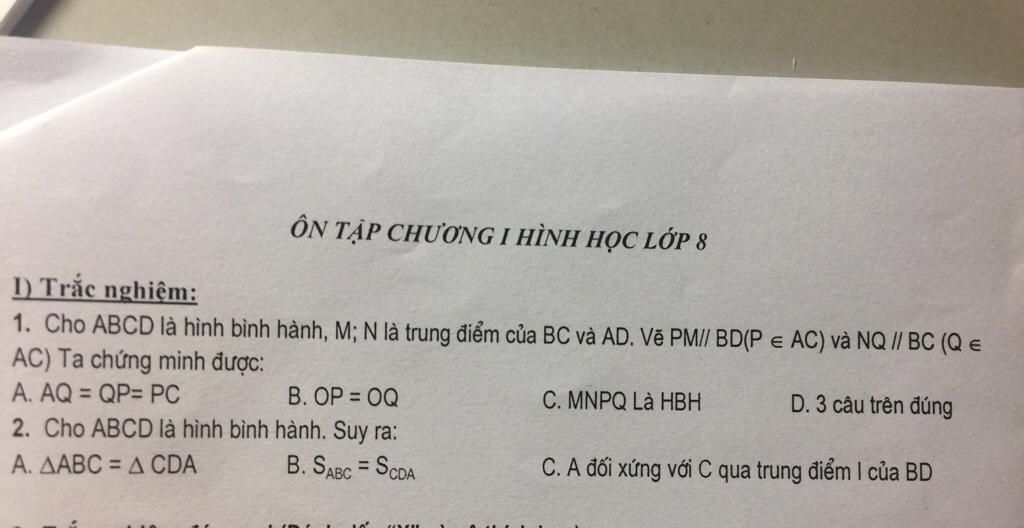 ÔN TẬP CHƯƠNG I HÌNH HỌC LỚP 8
I) Trắc nghiệm:
1. Cho ABCD là hình bình hành, M; N là trung điểm của BC và AD. Vẽ PM// BD(P ∈ AC) và NQ // BC (Q ∈
AC) Ta chứng minh được:
A. AQ = QP= PC B. OP = OQ C. MNPQ Là HBH D. 3 câu trên đúng
2. Cho ABCD là hình bình hành. Suy ra:
A. ΔABC = Δ CDA B. S_ABC = S_CDA C. A đối xứng với C qua trung điểm I của BD